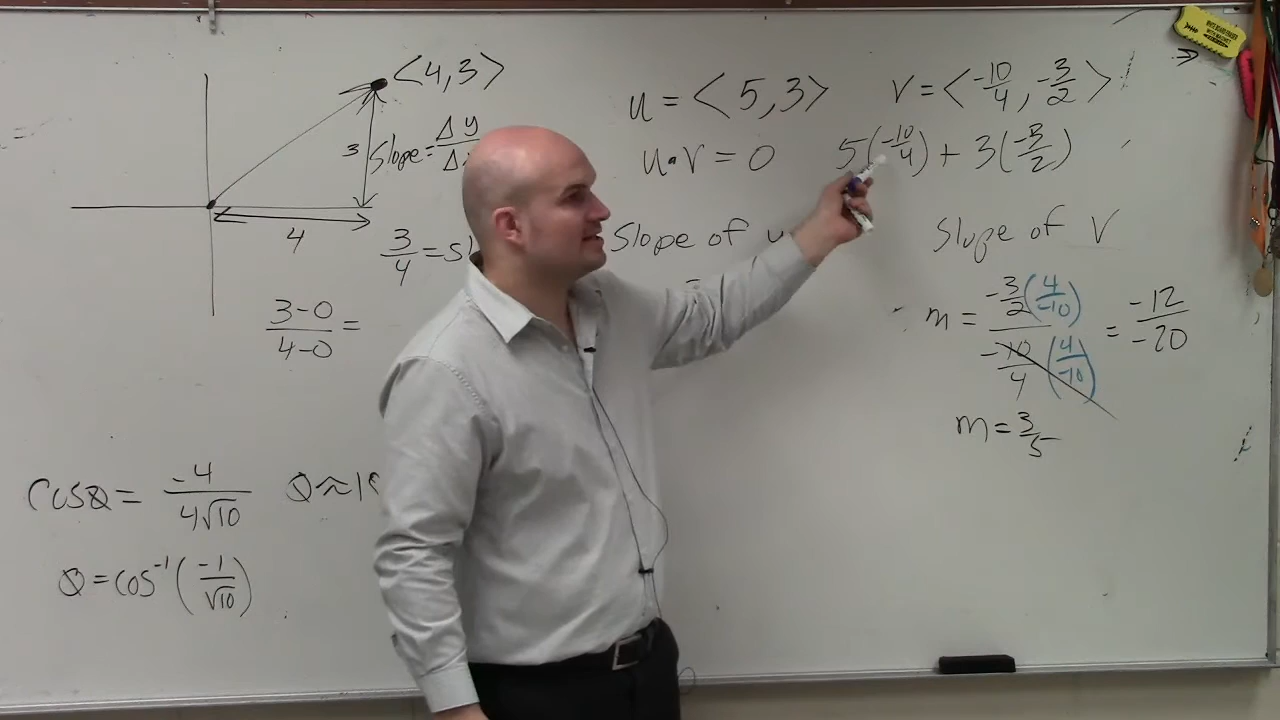 <4,3>
3
Slope = Δy
Δ
4
3/4 = sl
(3-0)/(4-0) =
cosθ = -4/(4√10)
θ ≈ 1
θ = cos⁻¹(-1/√10)
u = <5,3>
v = <-10/4, -3/2>
u·v = 0
5(-10/4) + 3(-3/2)
Slope of u
=
Slope of v
m = (-3/2 (4/-10))/(-10/4 (4/-10)) = -12/-20
m = 3/5